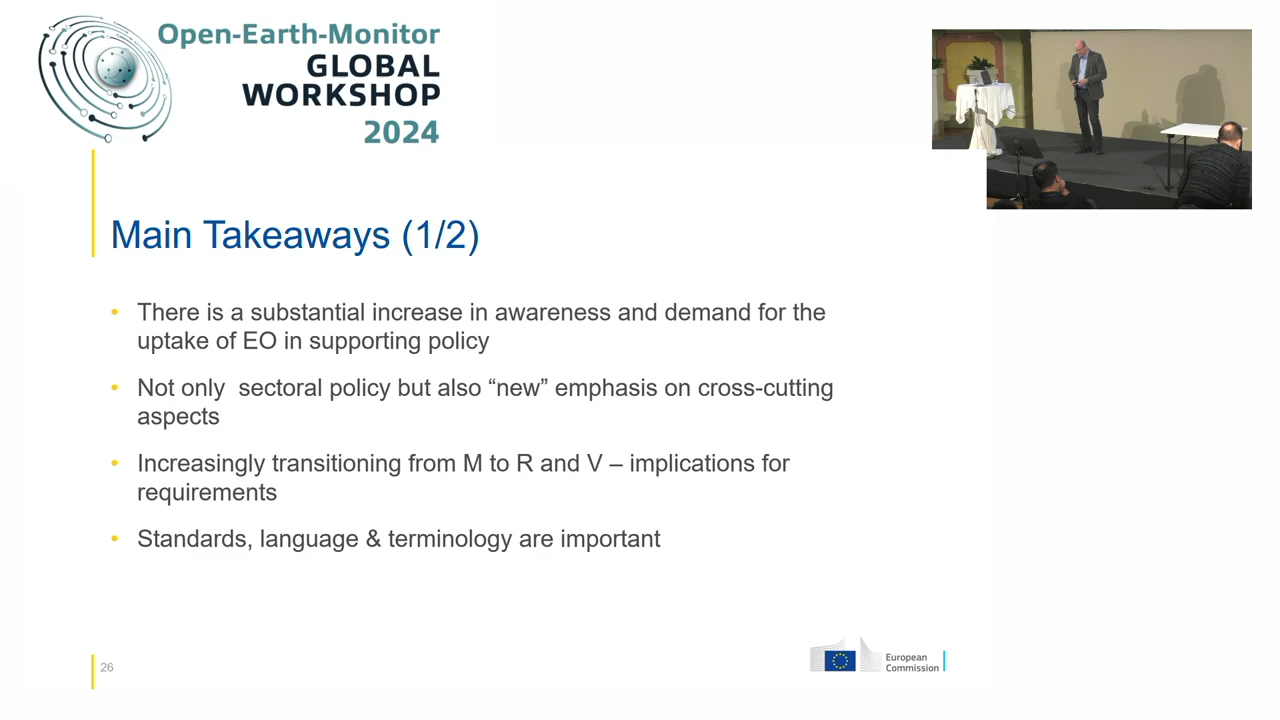 Open-Earth-Monitor
GLOBAL
WORKSHOP
2024
Main Takeaways (1/2)
• There is a substantial increase in awareness and demand for the
uptake of EO in supporting policy
• Not only  sectoral policy but also “new” emphasis on cross-cutting
aspects
• Increasingly transitioning from M to R and V – implications for
requirements
• Standards, language & terminology are important
26
European
Commission